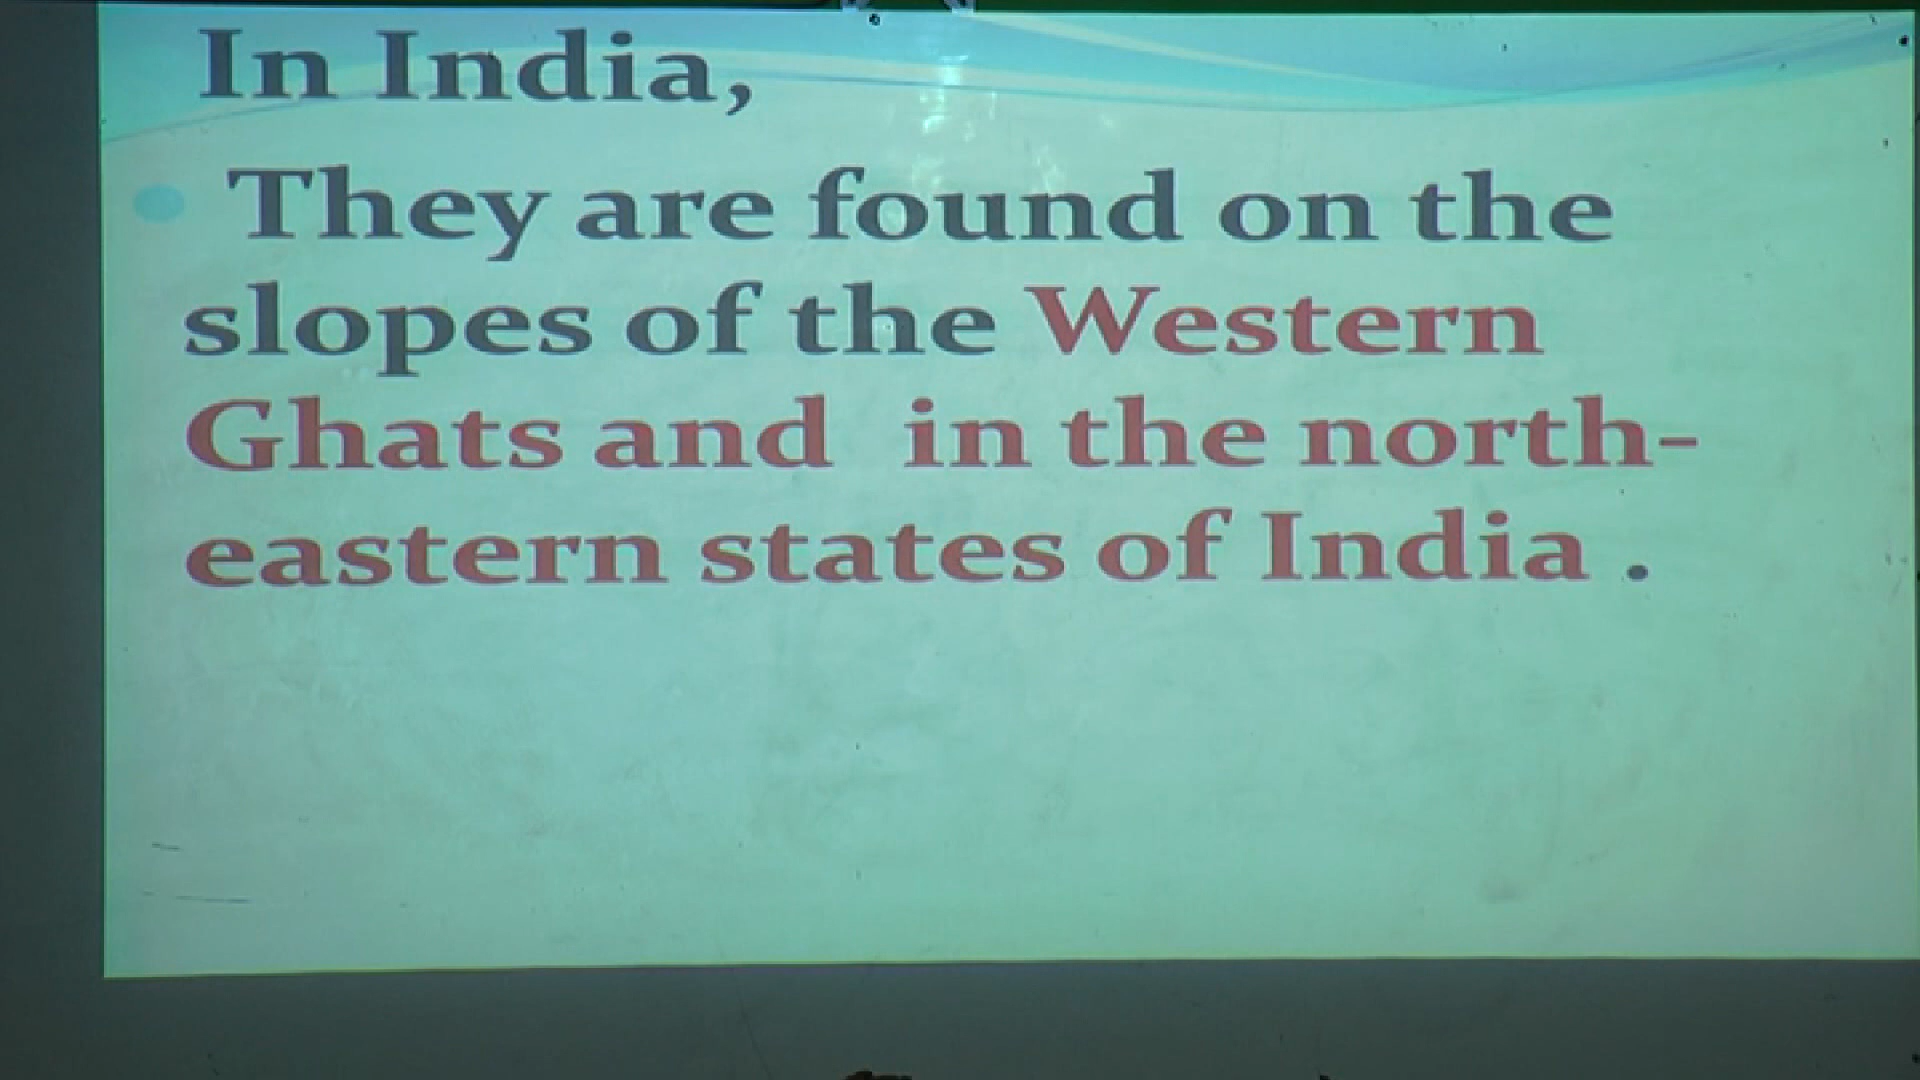 In India,
They are found on the
slopes of the Western
Ghats and in the north-
eastern states of India .